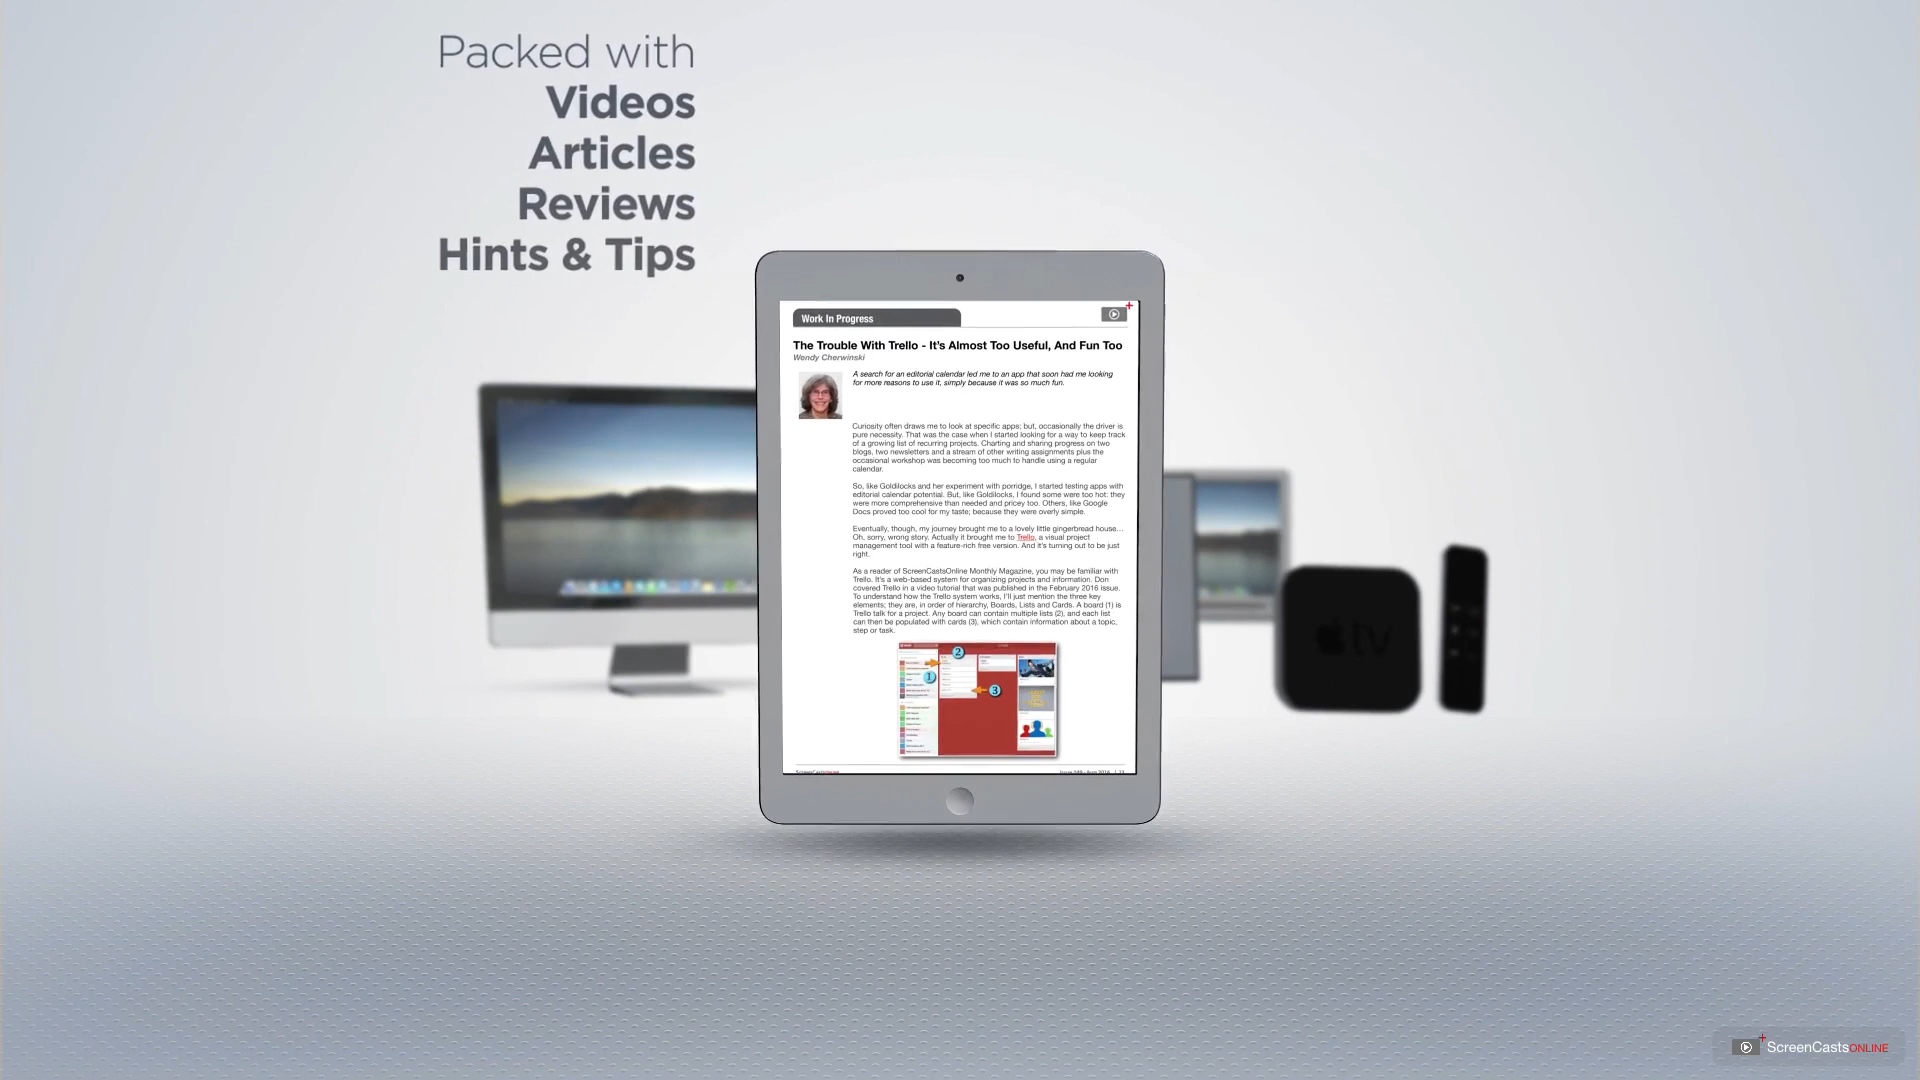 Packed with
Videos
Articles
Reviews
Hints & Tips
Work In Progress
The Trouble With Trello - It's Almost Too Useful, And Fun Too
Wendy Cherwinski
A search for an editorial calendar led me to an app that soon had me looking
for more reasons to use it, simply because it was so much fun.
Curiosity often draws me to look at specific apps; but, occasionally the driver is
pure necessity. That was the case when I started looking for a way to keep track
of a growing list of recurring projects. Charting and sharing progress on two
blogs, two newsletters and a stream of other writing assignments plus the
occasional workshop was becoming too much to handle using a regular
calendar.
So, like Goldilocks and her experiment with porridge, I started testing apps with
editorial calendar potential. But, like Goldilocks, I found some were too hot: they
were more comprehensive than needed and pricey too. Others, like Google
Docs proved too cool for my taste; because they were overly simple.
Eventually, though, my journey brought me to a lovely little gingerbread house...
Oh, sorry, wrong story. Actually it brought me to Trello, a visual project
management tool with a feature-rich free version. And it's turning out to be just
right.
As a reader of ScreenCastsOnline Monthly Magazine, you may be familiar with
Trello. It's a web-based system for organizing projects and information. Don
covered Trello in a video tutorial that was published in the February 2016 issue.
To understand how the Trello system works, I'll just mention the three key
elements; they are, in order of hierarchy, Boards, Lists and Cards. A board (1) is
Trello talk for a project. Any board can contain multiple lists (2), and each list
can then be populated with cards (3), which contain information about a topic,
step or task.
2
1
3
tv
ScreenCastsONLINE